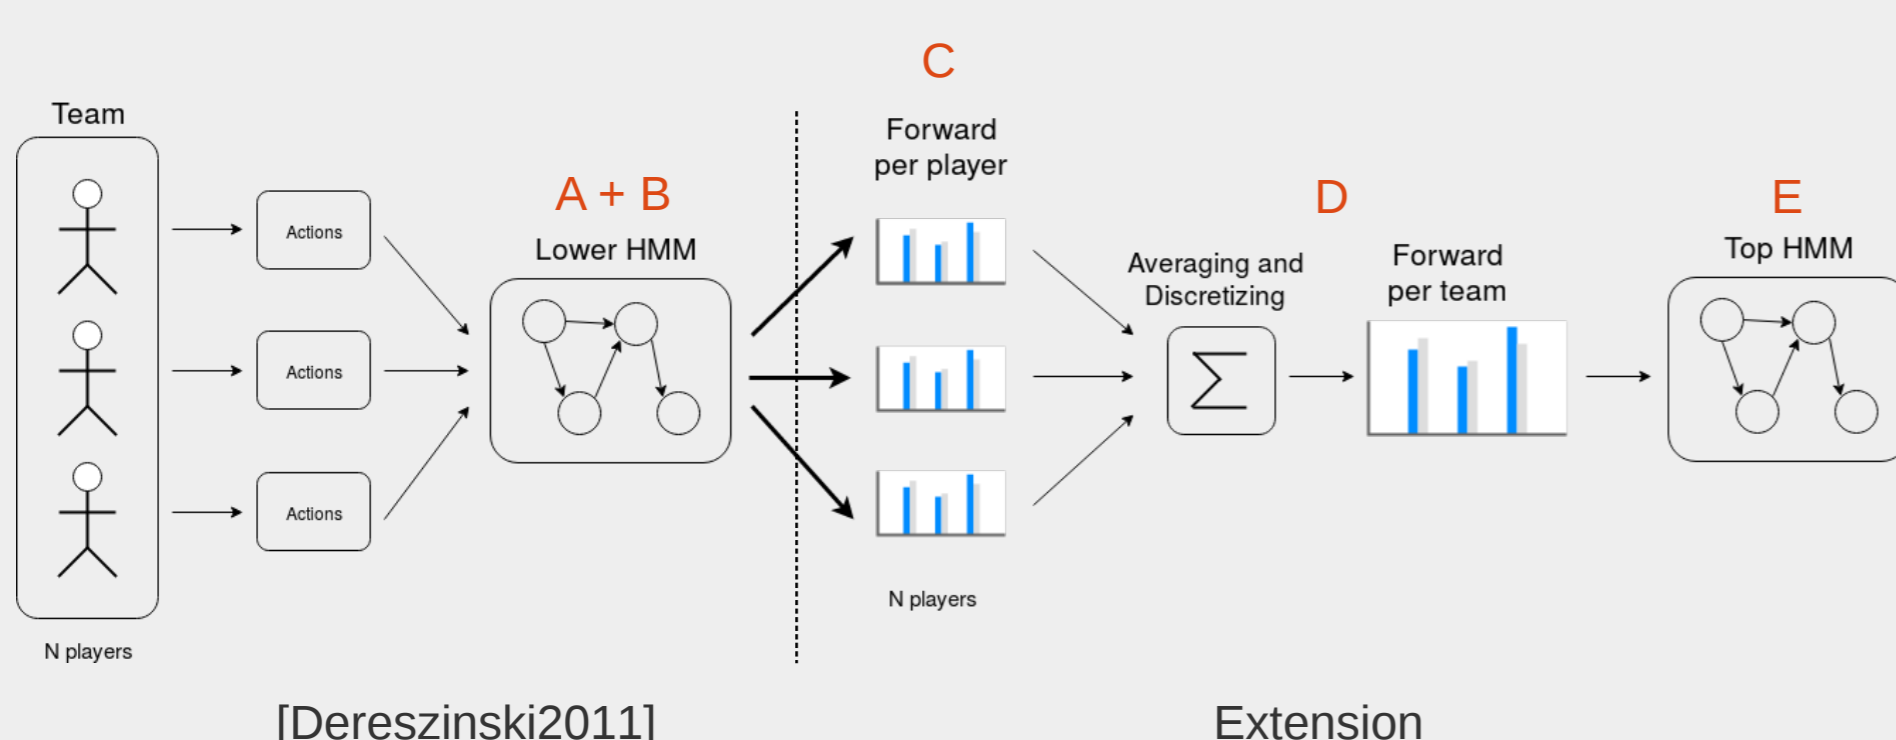 Team
Actions
Actions
Actions
N players
A + B
Lower HMM
[Dereszinski2011]
C
Forward
per player
N players
Averaging and
Discretizing
D
Forward
per team
E
Top HMM
Extension